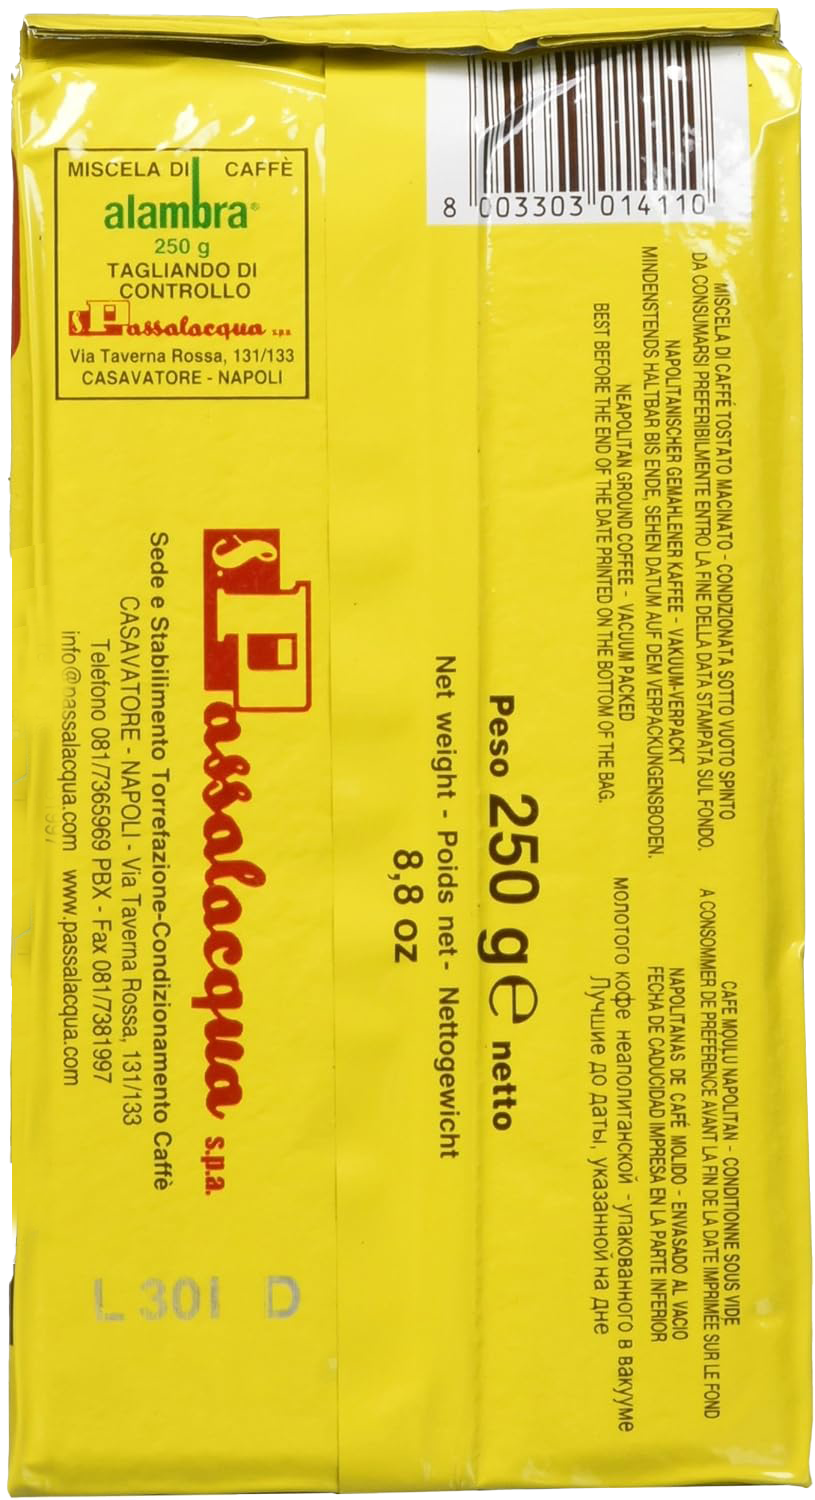 MISCELA DI CAFFÈ
alambra®
250 g
TAGLIANDO DI
CONTROLLO
S. Passalacqua s.p.a.
Via Taverna Rossa, 131/133
CASAVATORE - NAPOLI
8 003303 014110
MISCELA DI CAFFÉ TOSTATO MACINATO - CONDIZIONATA SOTTO VUOTO SPINTO
DA CONSUMARSI PREFERIBILMENTE ENTRO LA FINE DELLA DATA STAMPATA SUL FONDO.
NAPOLITANISCHER GEMAHLENER KAFFEE - VAKUUM-VERPACKT
MINDENSTENDS HALTBAR BIS ENDE, SEHEN DATUM AUF DEM VERPACKUNGENSBODEN.
NEAPOLITAN GROUND COFFEE - VACUUM PACKED
BEST BEFORE THE END OF THE DATE PRINTED ON THE BOTTOM OF THE BAG.
CAFE MOULU NAPOLITAN - CONDITIONNE SOUS VIDE
A CONSOMMER DE PREFÉRENCE AVANT LA FIN DE LA DATE IMPRIMÉE SUR LE FOND
NAPOLITANAS DE CAFÉ MOLIDO - ENVASADO AL VACIO
FECHA DE CADUCIDAD IMPRESA EN LA PARTE INFERIOR
молотого кофе неаполитанской -упакованного в вакууме
Лучшие до даты, указанной на дне
Peso 250 g ℮ netto
Net weight - Poids net - Nettogewicht
8,8 oz
S. Passalacqua s.p.a.
Sede e Stabilimento Torrefazione-Condizionamento Caffè
CASAVATORE - NAPOLI - Via Taverna Rossa, 131/133
Telefono 081/7365969 PBX - Fax 081/7381997
info@passalacqua.com www.passalacqua.com
L 301 D